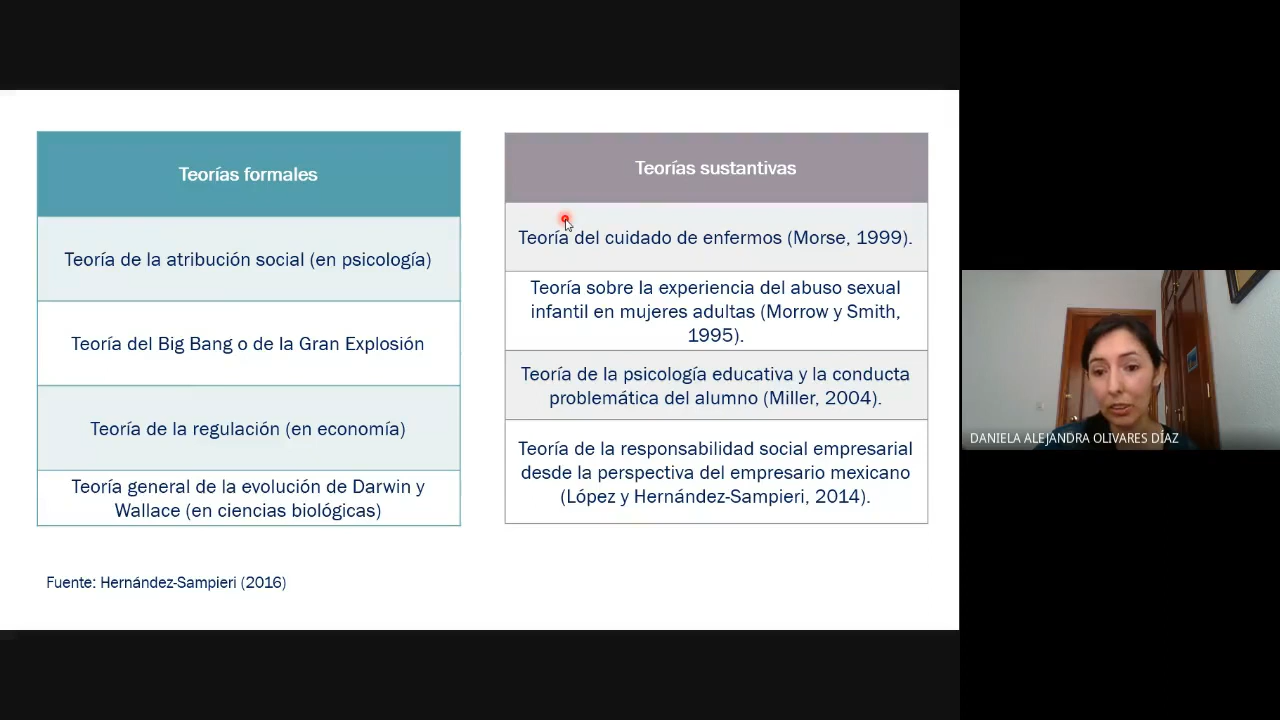 Teorías formales
Teoría de la atribución social (en psicología)
Teoría del Big Bang o de la Gran Explosión
Teoría de la regulación (en economía)
Teoría general de la evolución de Darwin y
Wallace (en ciencias biológicas)
Teorías sustantivas
Teoría del cuidado de enfermos (Morse, 1999).
Teoría sobre la experiencia del abuso sexual
infantil en mujeres adultas (Morrow y Smith,
1995).
Teoría de la psicología educativa y la conducta
problemática del alumno (Miller, 2004).
Teoría de la responsabilidad social empresarial
desde la perspectiva del empresario mexicano
(López y Hernández-Sampieri, 2014).
Fuente: Hernández-Sampieri (2016)
DANIELA ALEJANDRA OLIVARES DÍAZ